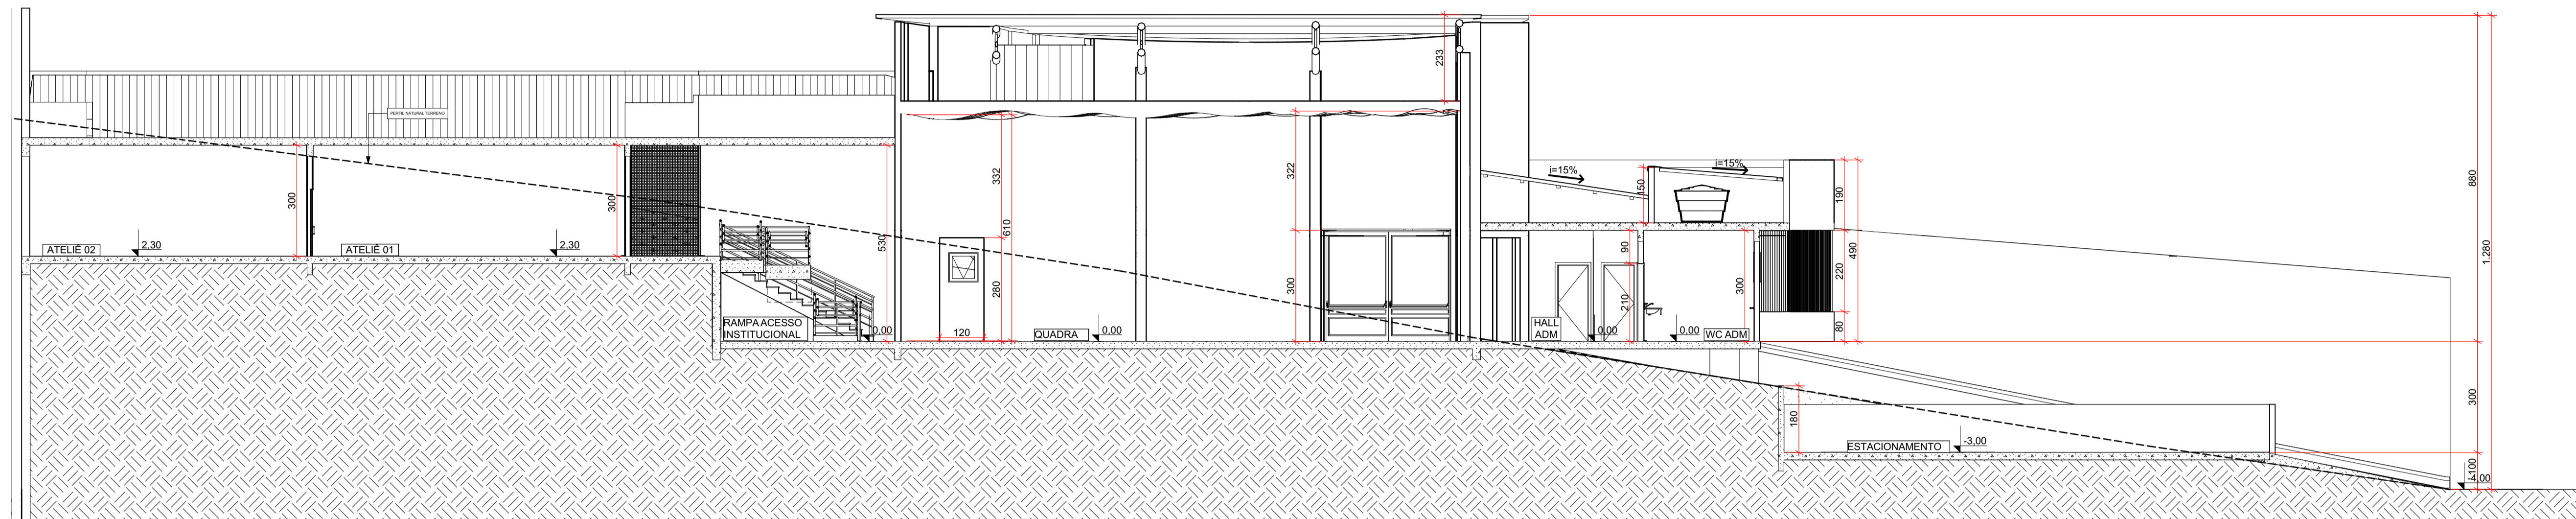 PERFIL NATURAL TERRENO
ATELIÊ 02
2,30
300
ATELIÊ 01
2,30
300
530
RAMPA ACESSO
INSTITUCIONAL
0,00
120
332
610
280
QUADRA
0,00
233
322
300
i=15%
150
i=15%
HALL
ADM
0,00
90
210
0,00
WC ADM
300
190
220
80
490
180
ESTACIONAMENTO
-3,00
880
1.280
300
100
-4,00